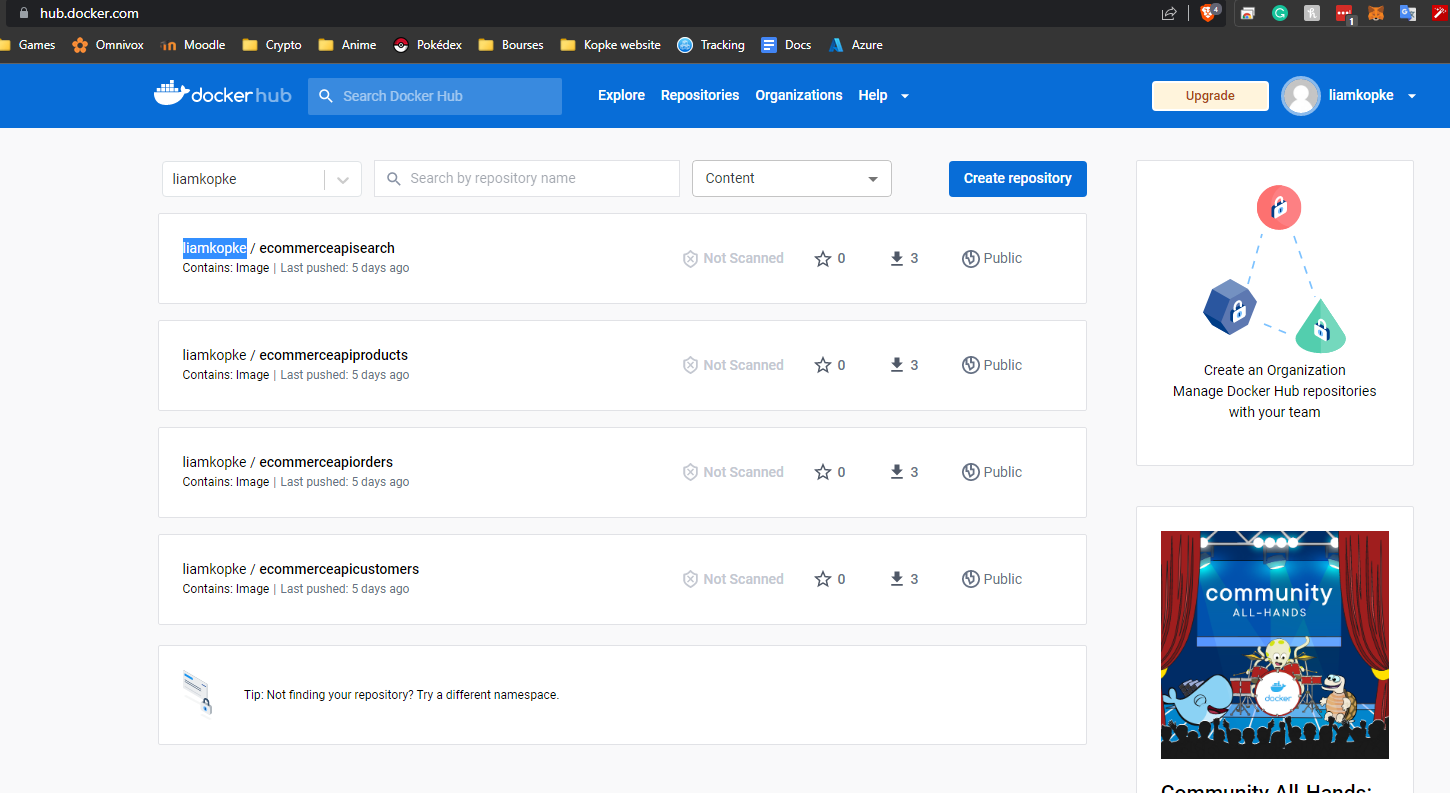 hub.docker.com
4
1
Games Omnivox Moodle Crypto Anime Pokédex Bourses Kopke website Tracking Docs Azure
docker hub Search Docker Hub Explore Repositories Organizations Help Upgrade liamkopke
liamkopke Search by repository name Content Create repository
liamkopke / ecommerceapisearch
Contains: Image | Last pushed: 5 days ago
Not Scanned 0 3 Public
liamkopke / ecommerceapiproducts
Contains: Image | Last pushed: 5 days ago
Not Scanned 0 3 Public
liamkopke / ecommerceapiorders
Contains: Image | Last pushed: 5 days ago
Not Scanned 0 3 Public
liamkopke / ecommerceapicustomers
Contains: Image | Last pushed: 5 days ago
Not Scanned 0 3 Public
Tip: Not finding your repository? Try a different namespace.
Create an Organization
Manage Docker Hub repositories
with your team
community
ALL-HANDS
docker
Community All-Hands: